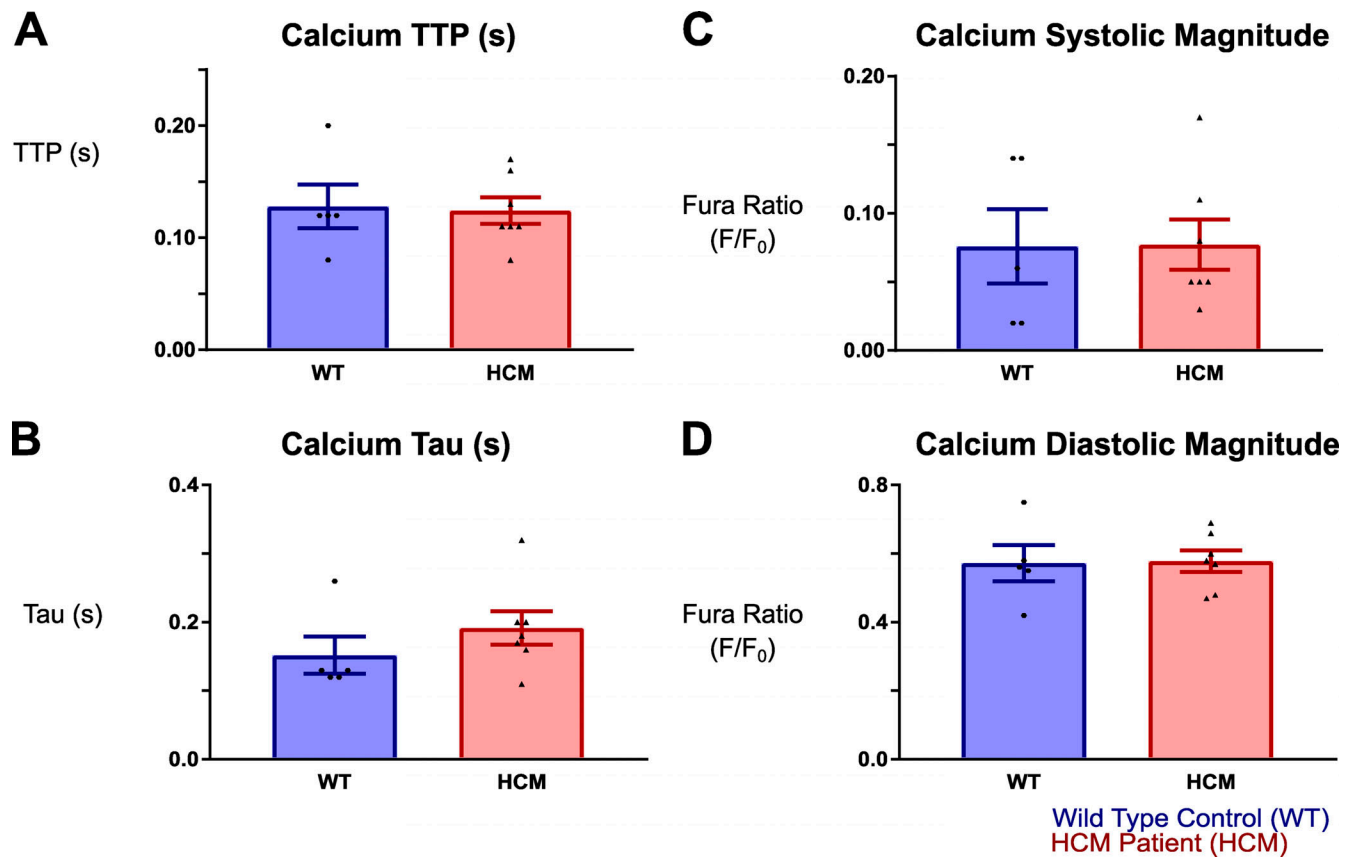 A
Calcium TTP (s)
TTP (s)
0.20
0.10
0.00
WT
HCM
B
Calcium Tau (s)
Tau (s)
0.4
0.2
0.0
WT
HCM
C
Calcium Systolic Magnitude
Fura Ratio
(F/F₀)
0.20
0.10
0.00
WT
HCM
D
Calcium Diastolic Magnitude
Fura Ratio
(F/F₀)
0.8
0.4
0.0
WT
HCM
Wild Type Control (WT)
HCM Patient (HCM)